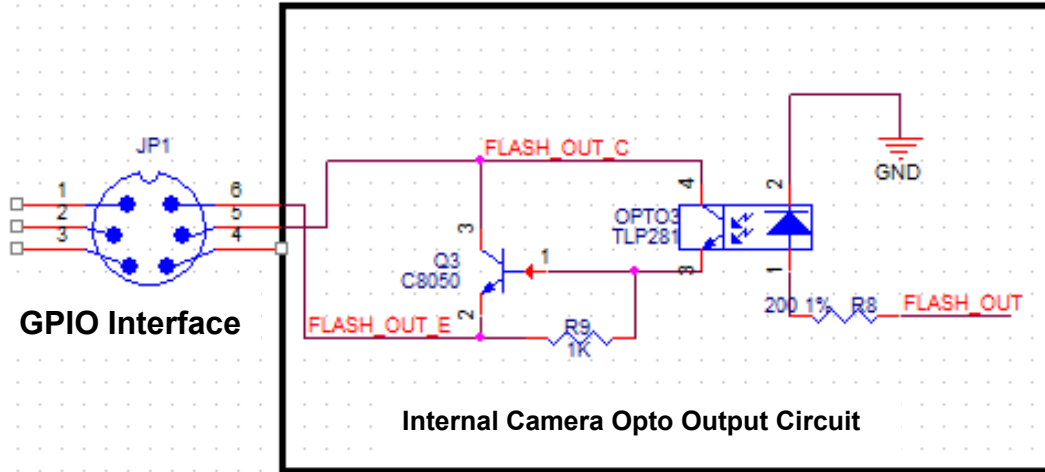 JP1
1
2
3
6
5
4
GPIO Interface
FLASH_OUT_C
FLASH_OUT_E
3
Q3
C8050
1
2
R9
1K
4
2
OPTO3
TLP281
3
1
GND
200 1% R8
FLASH_OUT
Internal Camera Opto Output Circuit